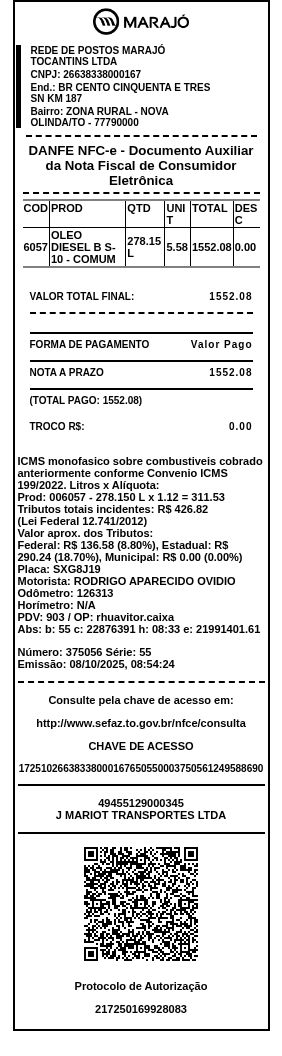 MARAJÓ
REDE DE POSTOS MARAJÓ
TOCANTINS LTDA
CNPJ: 26638338000167
End.: BR CENTO CINQUENTA E TRES
SN KM 187
Bairro: ZONA RURAL - NOVA
OLINDA/TO - 77790000
DANFE NFC-e - Documento Auxiliar
da Nota Fiscal de Consumidor
Eletrônica
COD PROD QTD UNI T TOTAL DES C
6057 OLEO DIESEL B S-10 - COMUM 278.15 L 5.58 1552.08 0.00
VALOR TOTAL FINAL: 1552.08
FORMA DE PAGAMENTO Valor Pago
NOTA A PRAZO 1552.08
(TOTAL PAGO: 1552.08)
TROCO R$: 0.00
ICMS monofasico sobre combustiveis cobrado
anteriormente conforme Convenio ICMS
199/2022. Litros x Alíquota:
Prod: 006057 - 278.150 L x 1.12 = 311.53
Tributos totais incidentes: R$ 426.82
(Lei Federal 12.741/2012)
Valor aprox. dos Tributos:
Federal: R$ 136.58 (8.80%), Estadual: R$
290.24 (18.70%), Municipal: R$ 0.00 (0.00%)
Placa: SXG8J19
Motorista: RODRIGO APARECIDO OVIDIO
Odômetro: 126313
Horímetro: N/A
PDV: 903 / OP: rhuavitor.caixa
Abs: b: 55 c: 22876391 h: 08:33 e: 21991401.61
Número: 375056 Série: 55
Emissão: 08/10/2025, 08:54:24
Consulte pela chave de acesso em:
http://www.sefaz.to.gov.br/nfce/consulta
CHAVE DE ACESSO
17251026638338000167650550003750561249588690
49455129000345
J MARIOT TRANSPORTES LTDA
Protocolo de Autorização
217250169928083